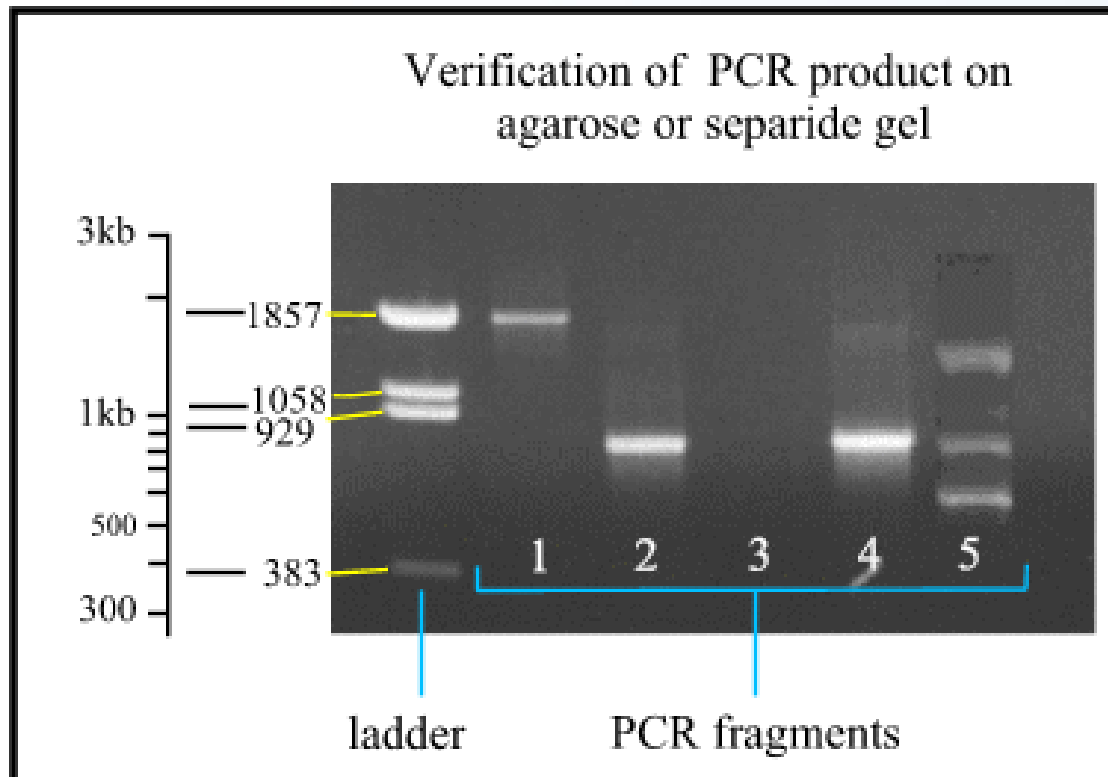 Verification of PCR product on
agarose or separide gel
3kb
1857
1058
1kb
929
500
383
300
1 2 3 4 5
ladder
PCR fragments